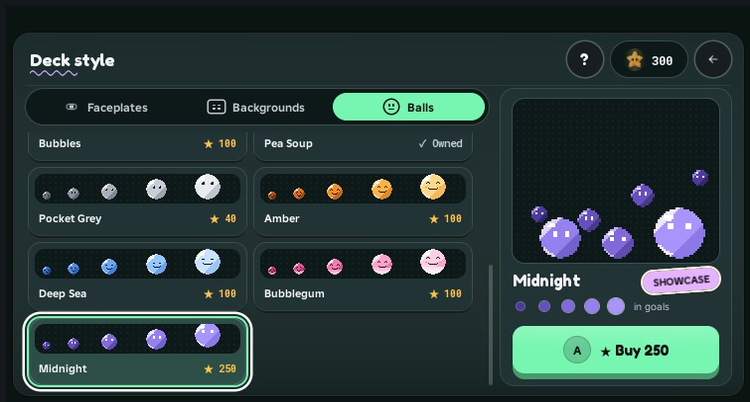 Deck style
?
300
←
Faceplates
Backgrounds
Balls
Bubbles ★ 100
Pea Soup ✓ Owned
Pocket Grey ★ 40
Amber ★ 100
Deep Sea ★ 100
Bubblegum ★ 100
Midnight ★ 250
Midnight
SHOWCASE
in goals
A ★ Buy 250